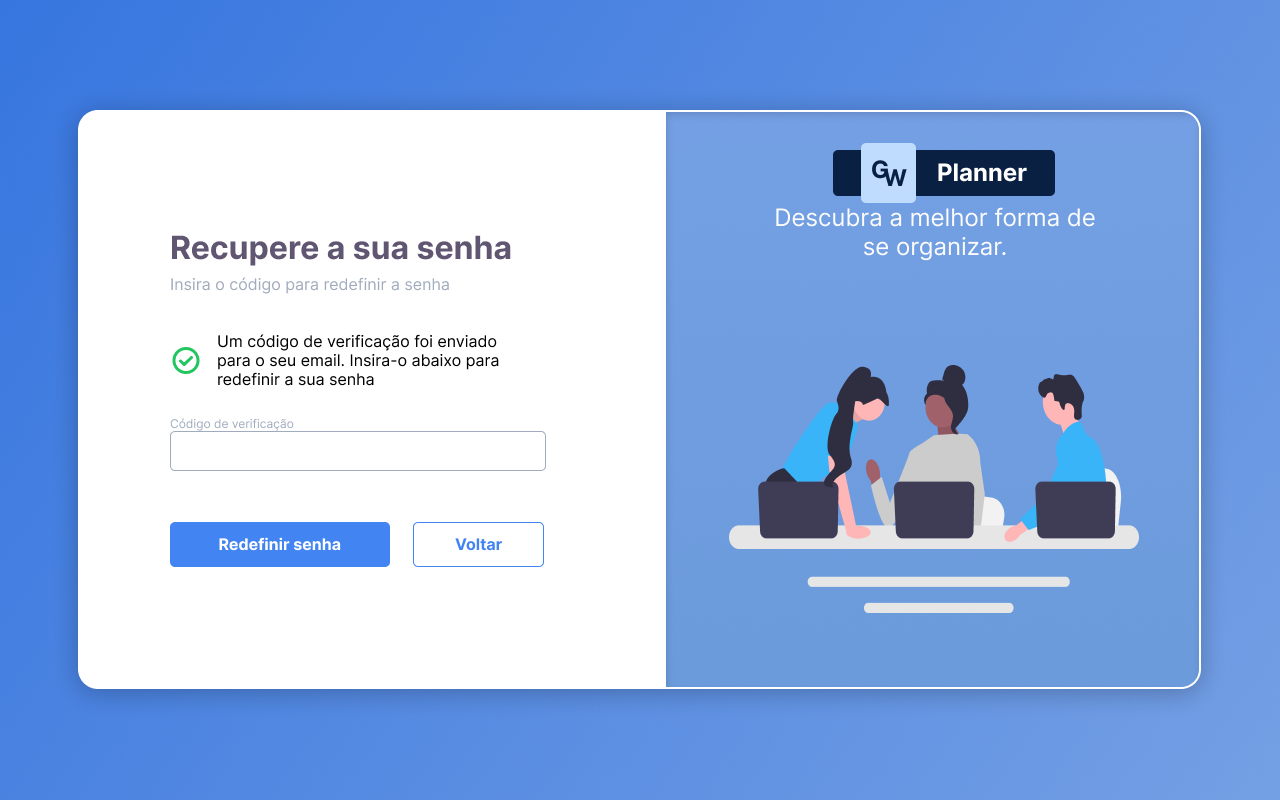 Recupere a sua senha
Insira o código para redefinir a senha
Um código de verificação foi enviado
para o seu email. Insira-o abaixo para
redefinir a sua senha
Código de verificação
Redefinir senha
Voltar
GW
Planner
Descubra a melhor forma de
se organizar.